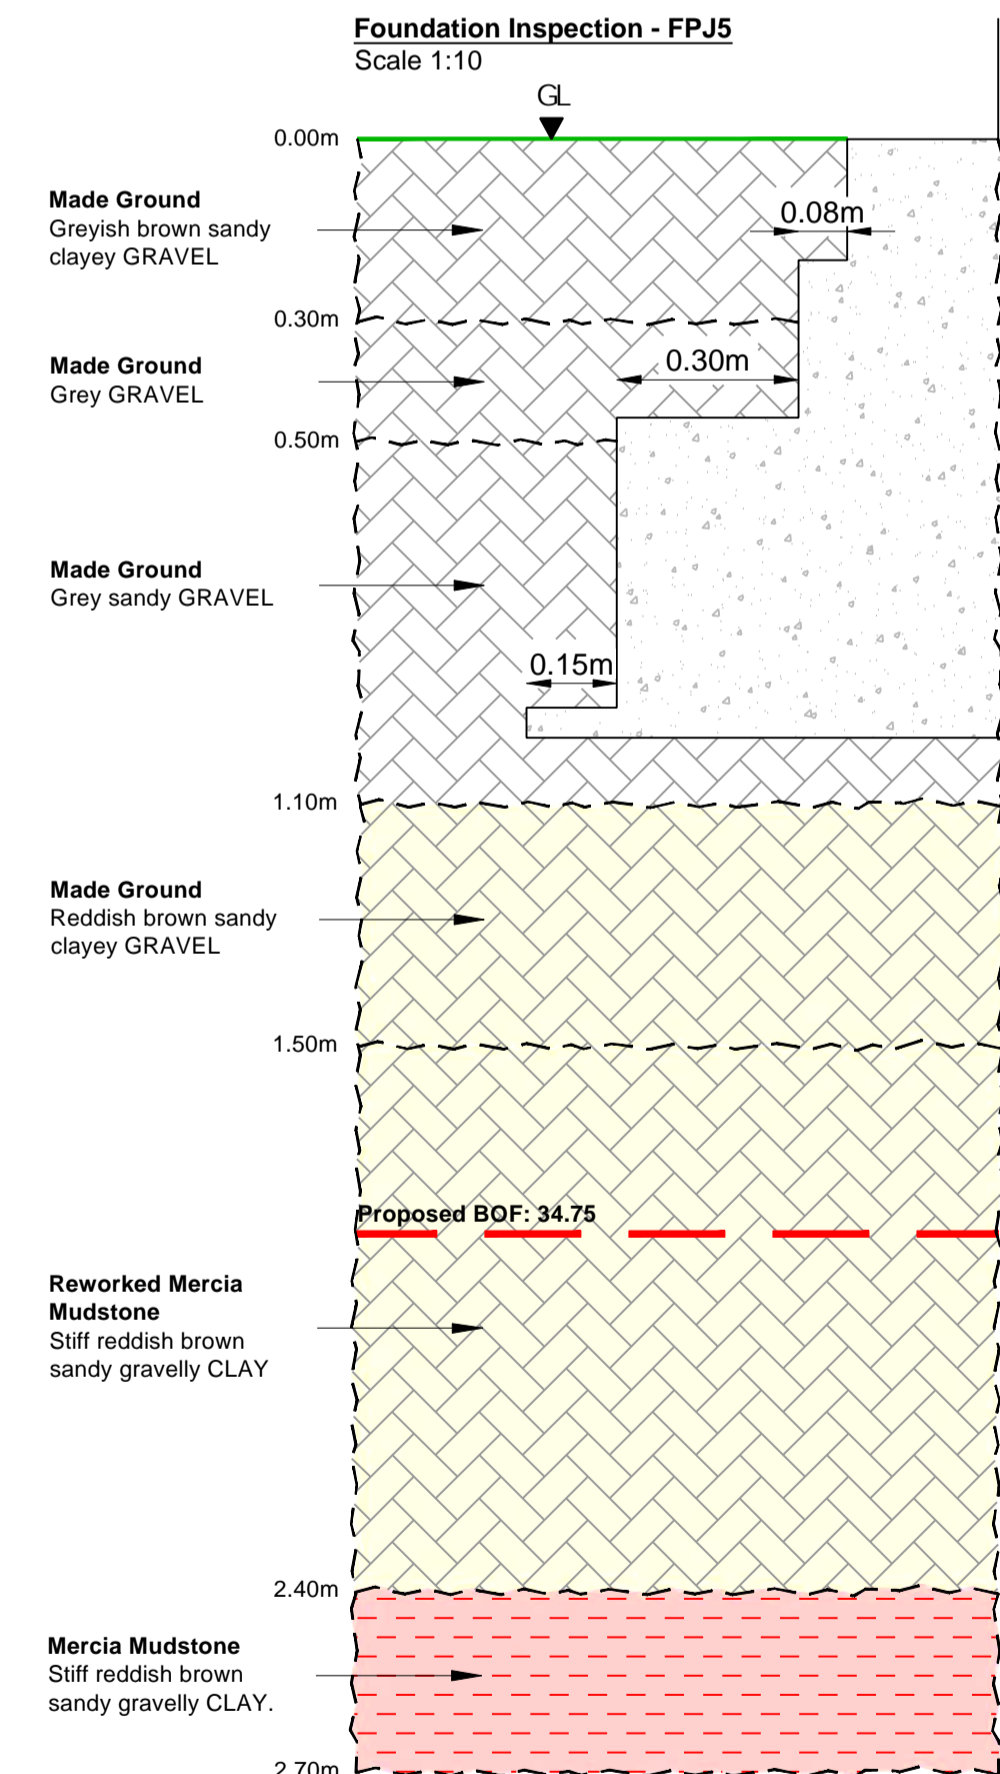 Foundation Inspection - FPJ5
Scale 1:10
GL
0.00m
Made Ground
Greyish brown sandy
clayey GRAVEL
0.08m
0.30m
Made Ground
Grey GRAVEL
0.30m
0.50m
Made Ground
Grey sandy GRAVEL
0.15m
1.10m
Made Ground
Reddish brown sandy
clayey GRAVEL
1.50m
Proposed BOF: 34.75
Reworked Mercia
Mudstone
Stiff reddish brown
sandy gravelly CLAY
2.40m
Mercia Mudstone
Stiff reddish brown
sandy gravelly CLAY.
2.70m